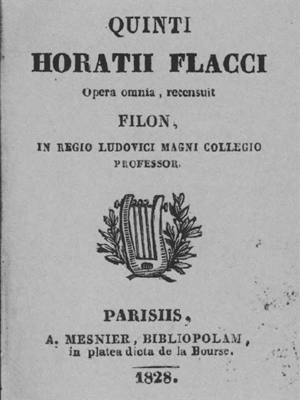 QUINTI
HORATII FLACCI
Opera omnia, recensuit
FILON,
IN REGIO LUDOVICI MAGNI COLLEGIO
PROFESSOR.
PARISIIS,
A. MESNIER, BIBLIOPOLAM,
in platea dicta de la Bourse.
1828.